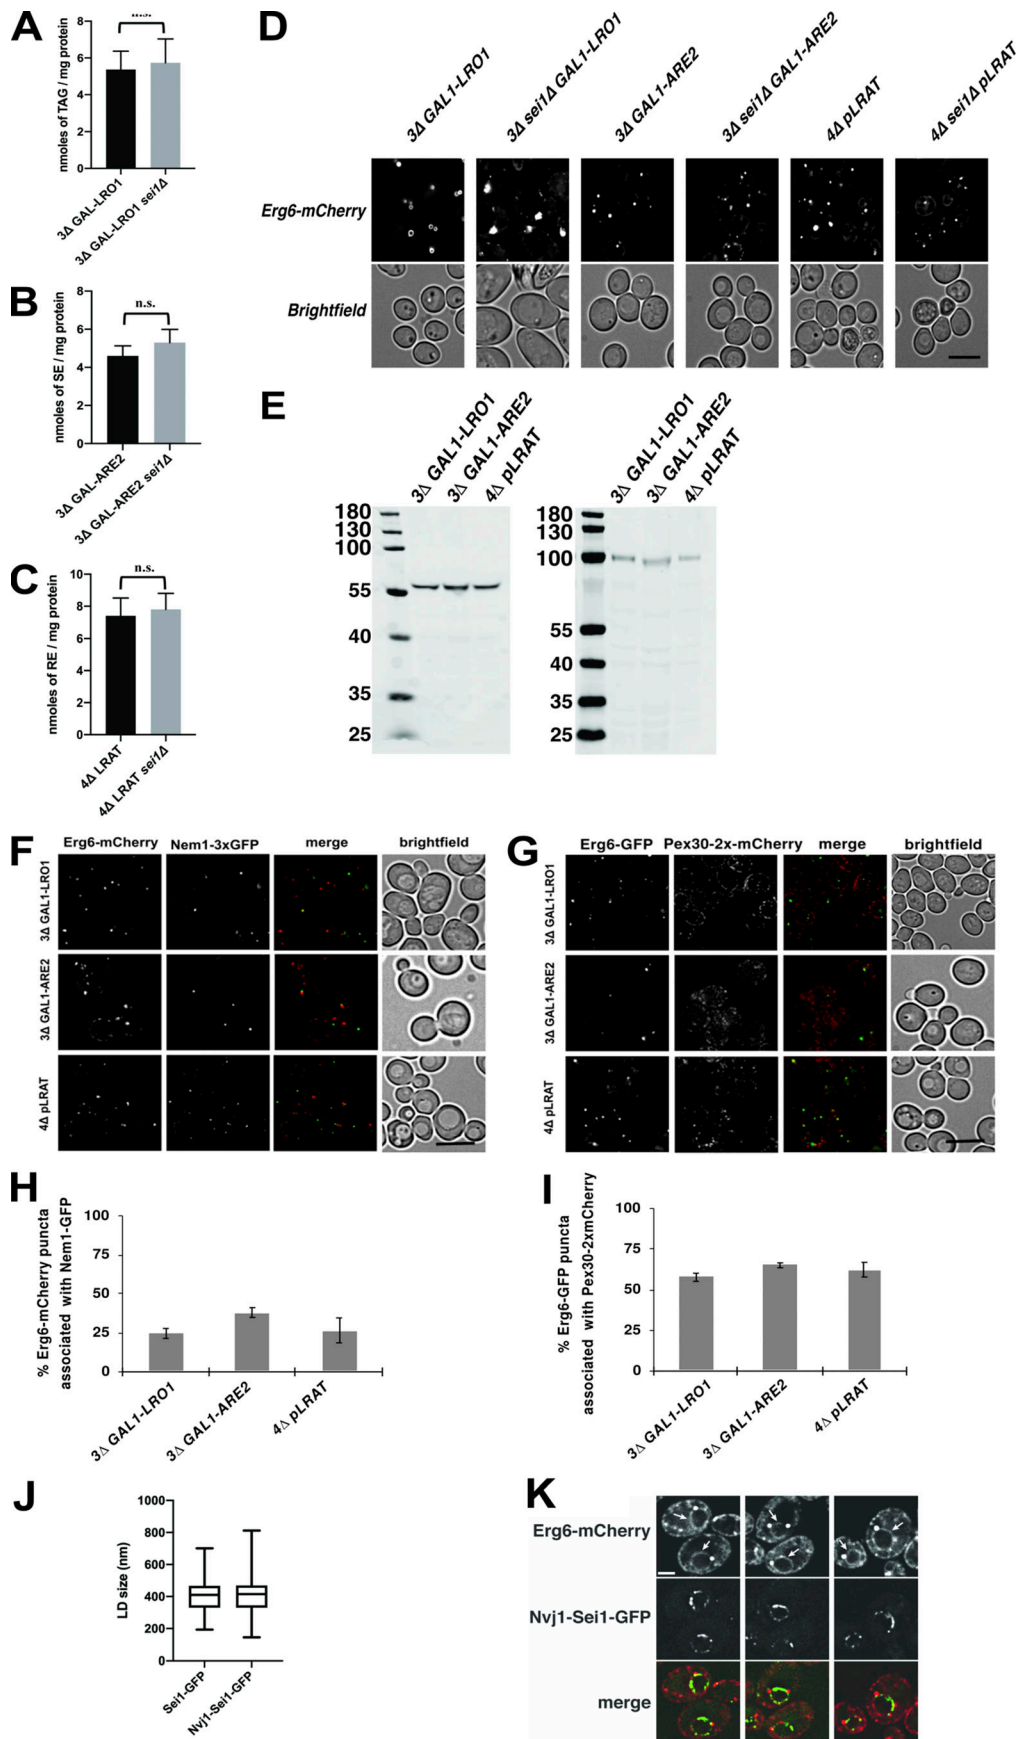 A
nmoles of TAG / mg protein
8
6
4
2
0
3Δ GAL-LRO1
3Δ GAL-LRO1 sei1Δ
B
n.s.
nmoles of SE / mg protein
8
6
4
2
0
3Δ GAL-ARE2
3Δ GAL-ARE2 sei1Δ
C
n.s.
nmoles of RE / mg protein
10
8
6
4
2
0
4Δ LRAT
4Δ LRAT sei1Δ
D
3Δ GAL1-LRO1
3Δ sei1Δ GAL1-LRO1
3Δ GAL1-ARE2
3Δ sei1Δ GAL1-ARE2
4Δ pLRAT
4Δ sei1Δ pLRAT
Erg6-mCherry
Brightfield
E
3Δ GAL1-LRO1
3Δ GAL1-ARE2
4Δ pLRAT
180
130
100
55
40
35
25
3Δ GAL1-LRO1
3Δ GAL1-ARE2
4Δ pLRAT
180
130
100
55
40
35
25
F
Erg6-mCherry Nem1-3xGFP merge brightfield
3Δ GAL1-LRO1
3Δ GAL1-ARE2
4Δ pLRAT
G
Erg6-GFP Pex30-2x-mCherry merge brightfield
3Δ GAL1-LRO1
3Δ GAL1-ARE2
4Δ pLRAT
H
% Erg6-mCherry puncta
associated with Nem1-GFP
100
75
50
25
0
3Δ GAL1-LRO1
3Δ GAL1-ARE2
4Δ pLRAT
I
% Erg6-GFP puncta
associated with Pex30-2xmCherry
100
75
50
25
0
3Δ GAL1-LRO1
3Δ GAL1-ARE2
4Δ pLRAT
J
LD size (nm)
1000
800
600
400
200
0
Sei1-GFP
Nvj1-Sei1-GFP
K
Erg6-mCherry
Nvj1-Sei1-GFP
merge